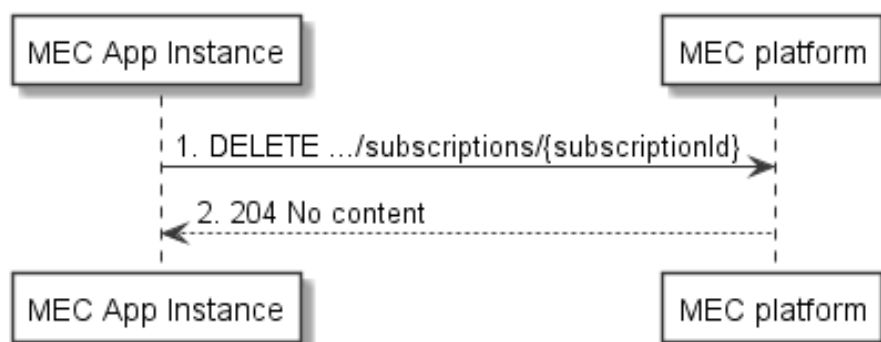 MEC App Instance
MEC platform
1. DELETE .../subscriptions/{subscriptionId}
2. 204 No content
MEC App Instance
MEC platform